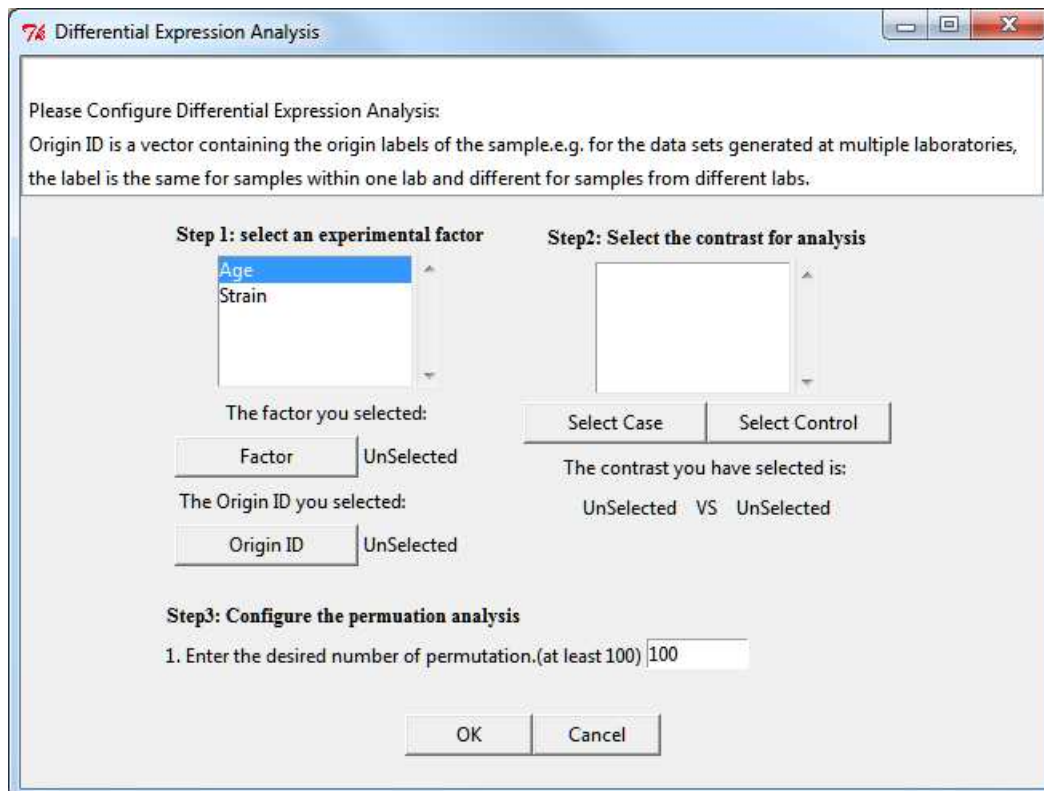 Differential Expression Analysis
Please Configure Differential Expression Analysis:
Origin ID is a vector containing the origin labels of the sample.e.g. for the data sets generated at multiple laboratories,
the label is the same for samples within one lab and different for samples from different labs.
Step 1: select an experimental factor
Age
Strain
The factor you selected:
Factor UnSelected
The Origin ID you selected:
Origin ID UnSelected
Step2: Select the contrast for analysis
Select Case Select Control
The contrast you have selected is:
UnSelected VS UnSelected
Step3: Configure the permuation analysis
1. Enter the desired number of permutation.(at least 100) 100
OK Cancel